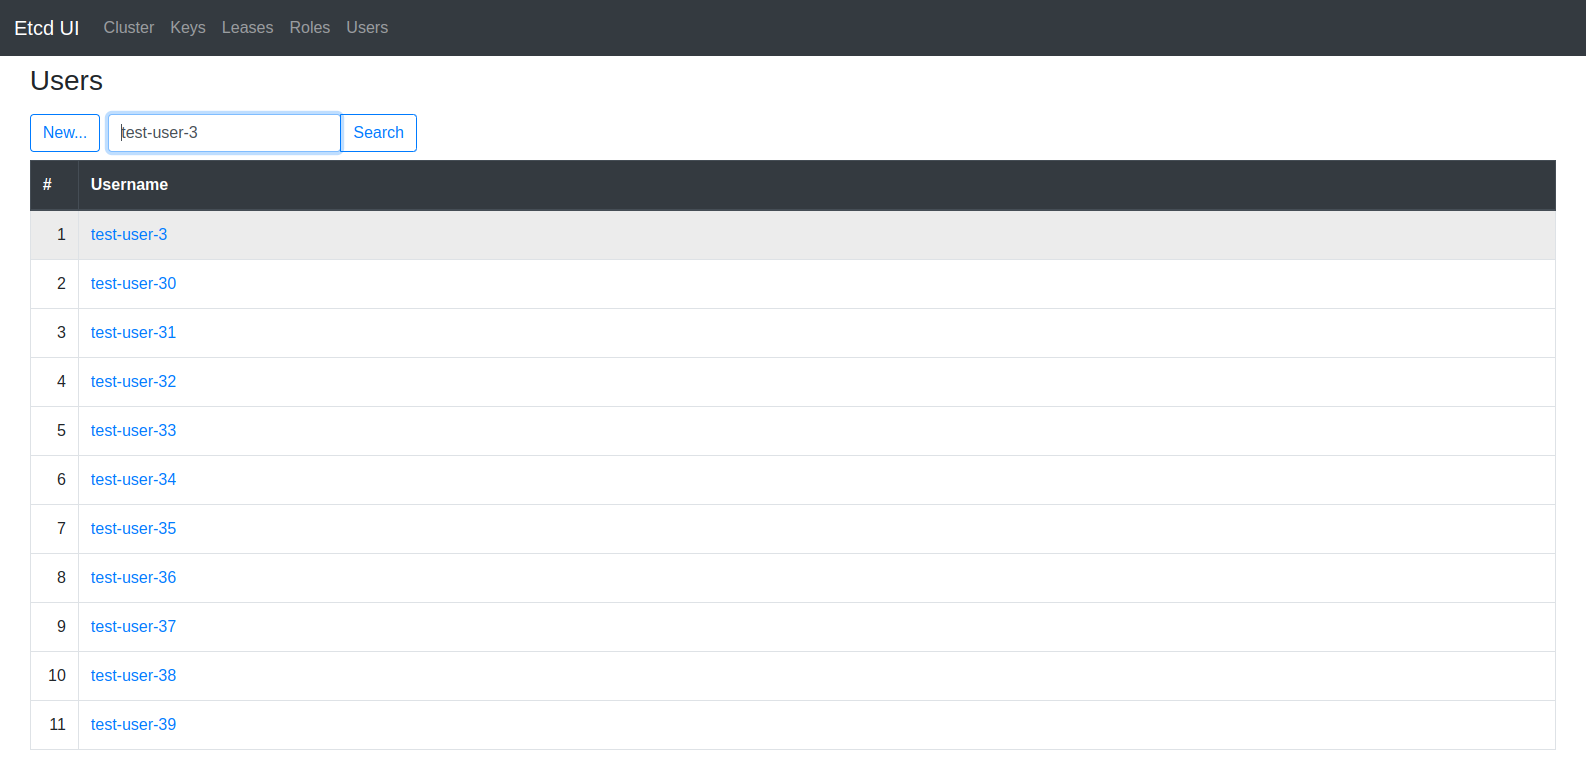 Etcd UI Cluster Keys Leases Roles Users
Users
New... test-user-3 Search
# Username
1 test-user-3
2 test-user-30
3 test-user-31
4 test-user-32
5 test-user-33
6 test-user-34
7 test-user-35
8 test-user-36
9 test-user-37
10 test-user-38
11 test-user-39